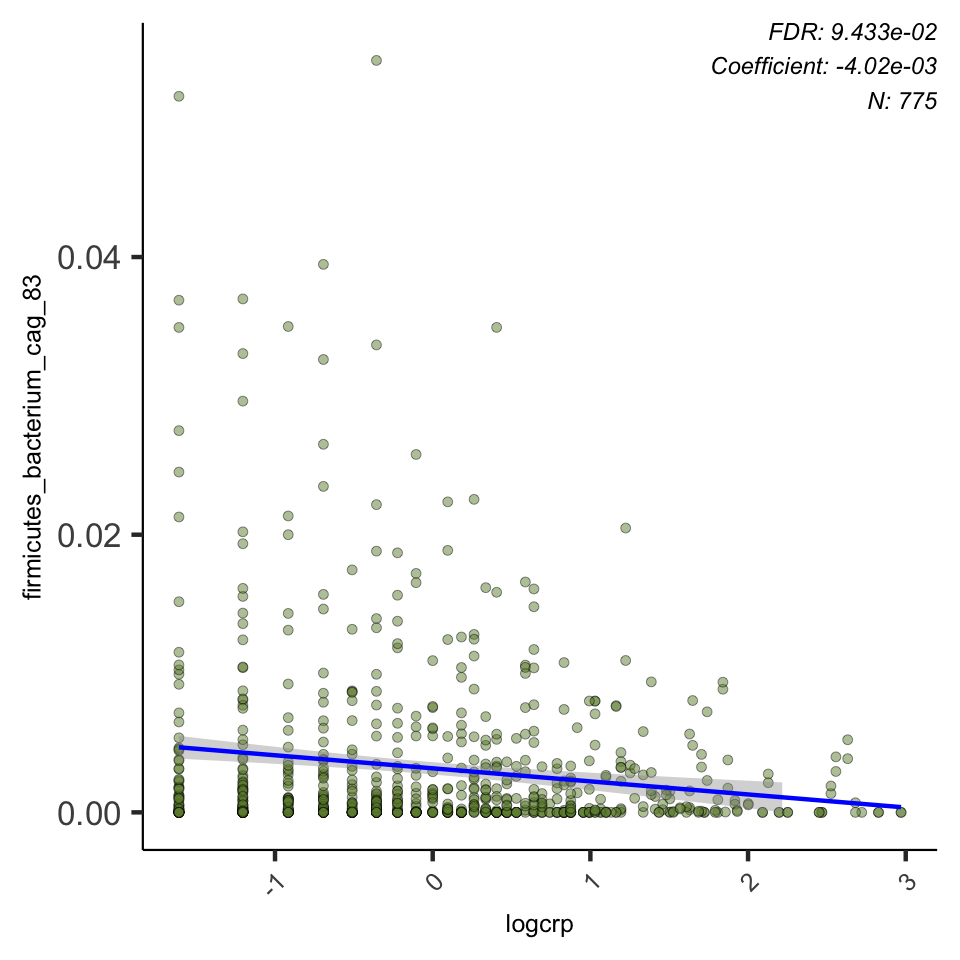 FDR: 9.433e-02
Coefficient: -4.02e-03
N: 775
firmicutes_bacterium_cag_83
0.04
0.02
0.00
-1 0 1 2 3
logcrp